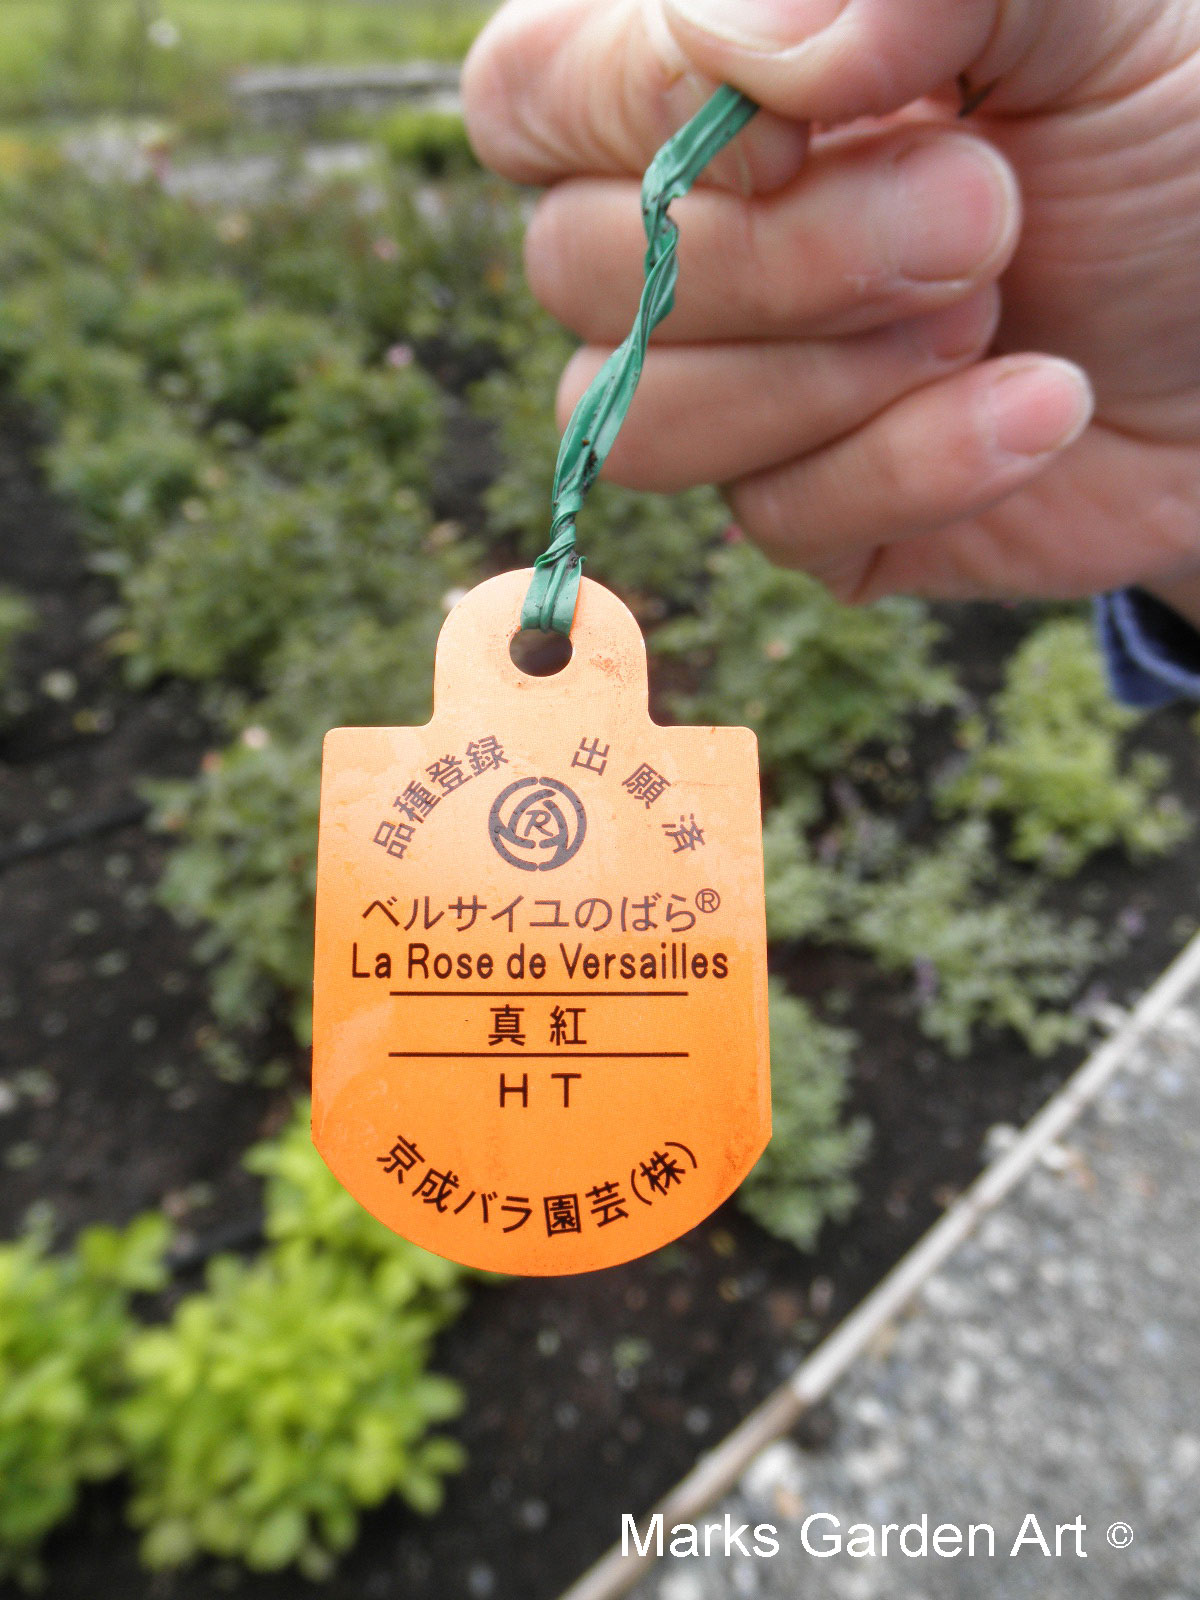 品種登録 出願済
R
ベルサイユのばら®
La Rose de Versailles
真紅
HT
京成バラ園芸(株)
Marks Garden Art ©